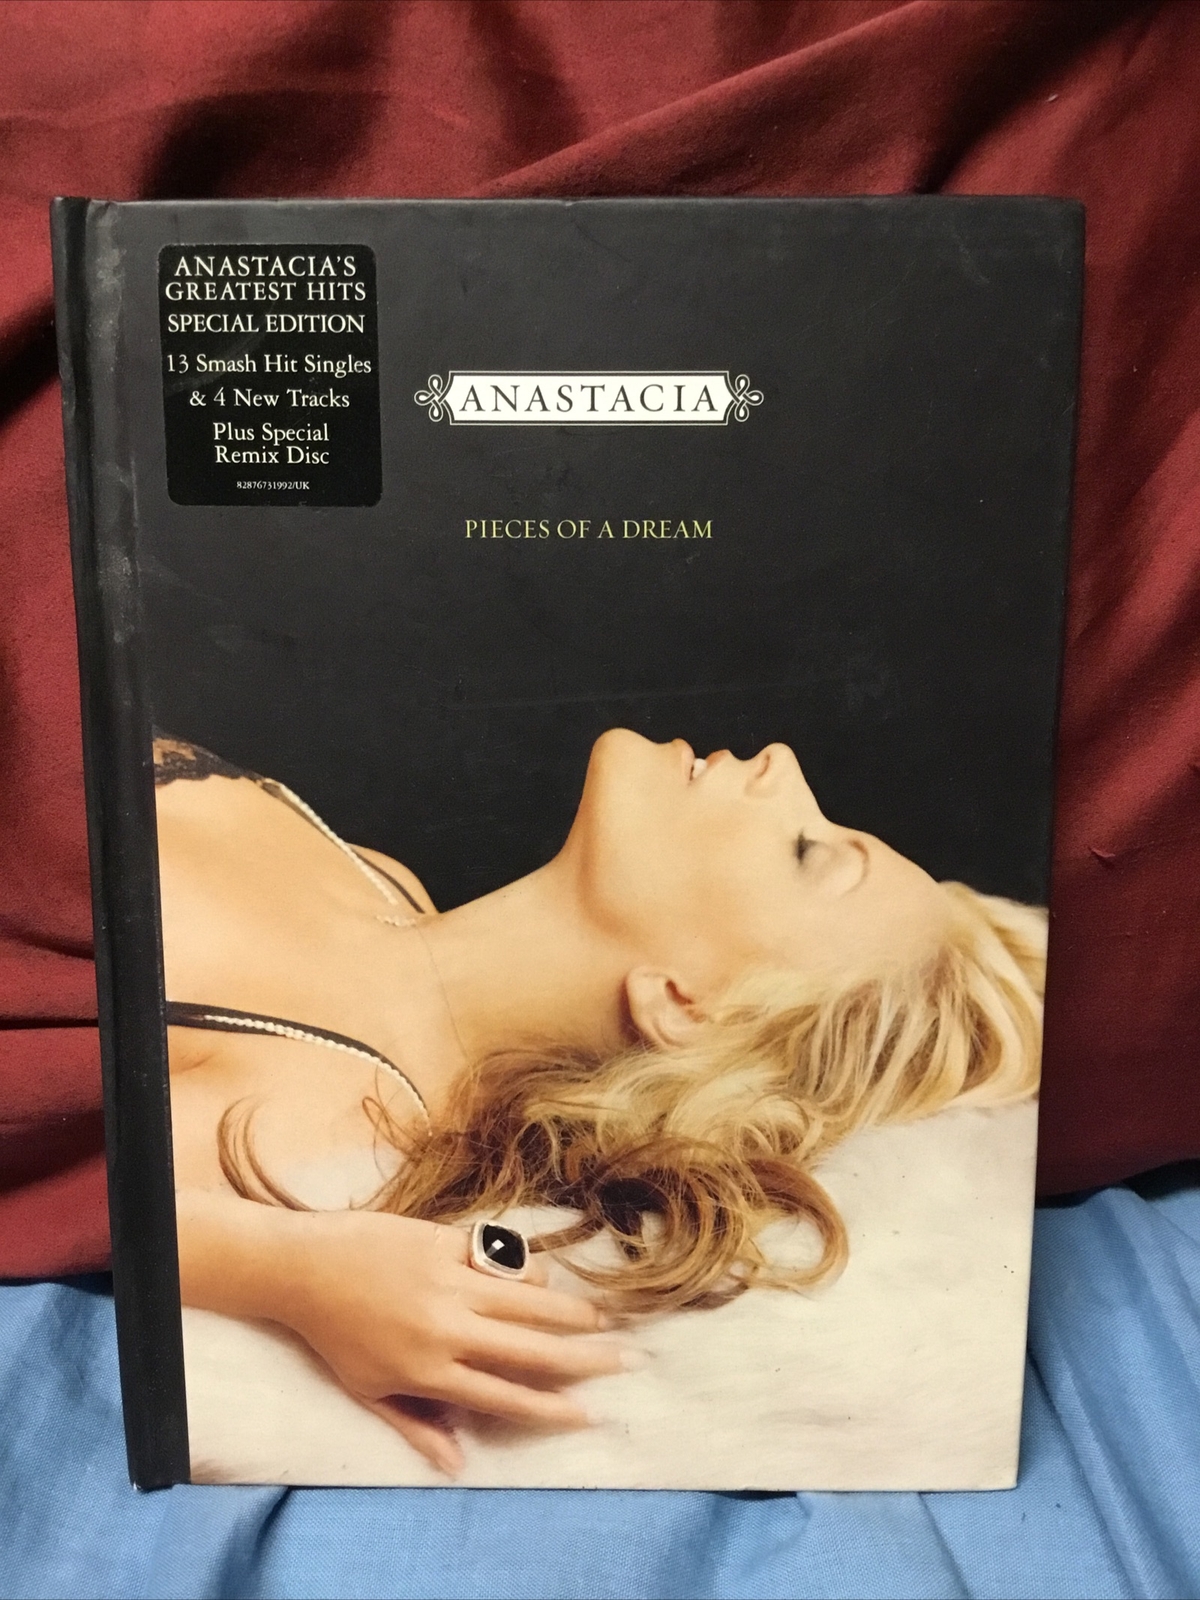 ANASTACIA'S
GREATEST HITS
SPECIAL EDITION
13 Smash Hit Singles
& 4 New Tracks
Plus Special
Remix Disc
82876731992/UK
ANASTACIA
PIECES OF A DREAM